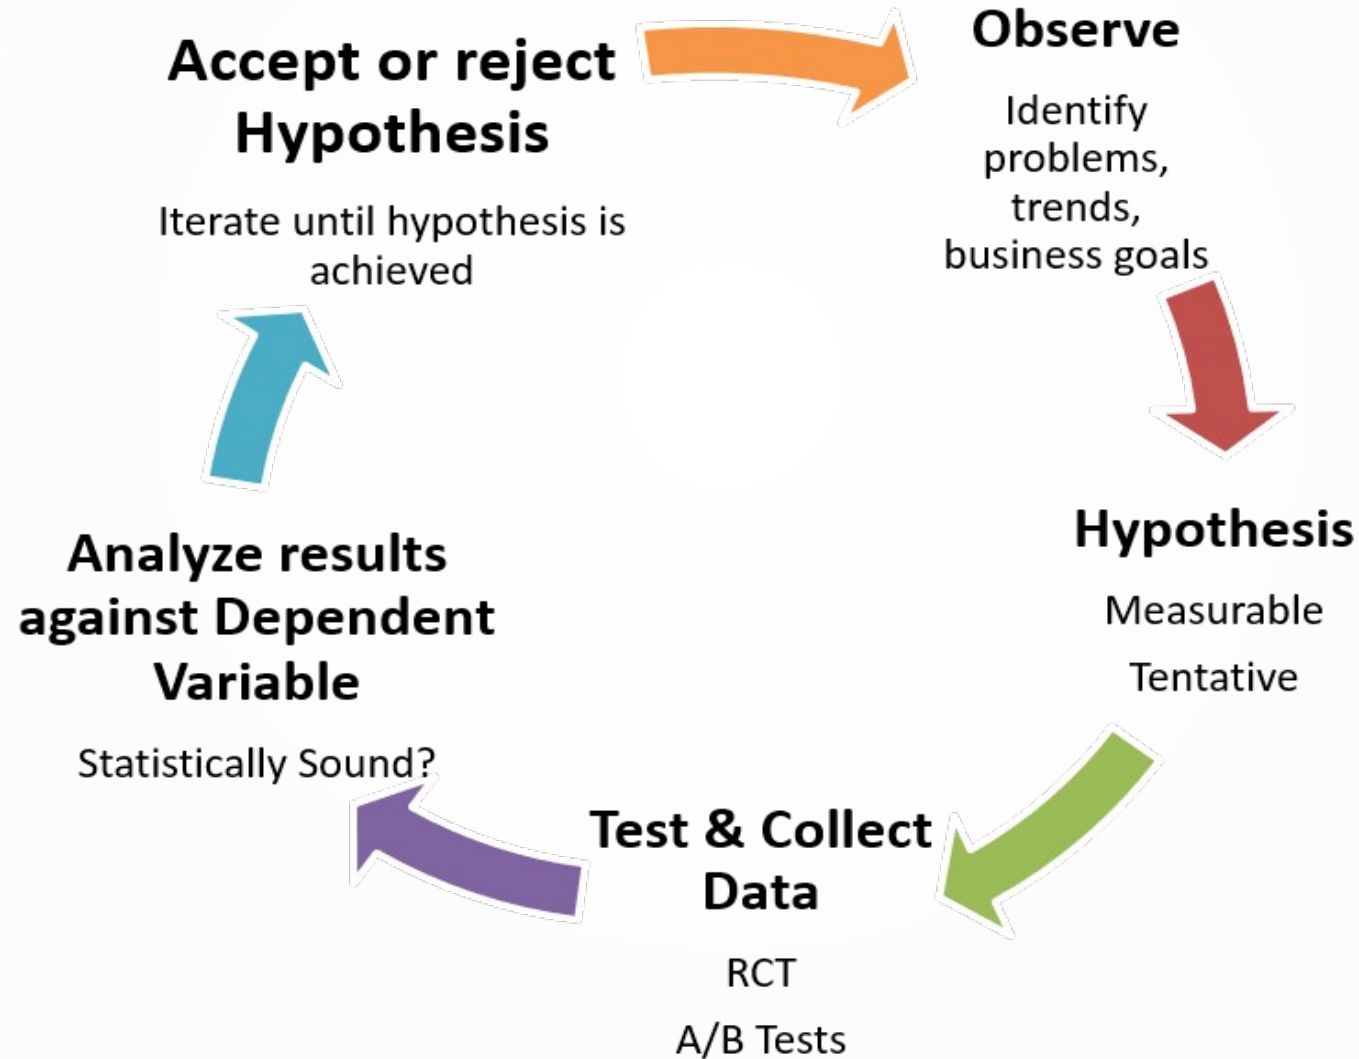 Observe
Identify
problems,
trends,
business goals
Hypothesis
Measurable
Tentative
Test & Collect
Data
RCT
A/B Tests
Analyze results
against Dependent
Variable
Statistically Sound?
Accept or reject
Hypothesis
Iterate until hypothesis is
achieved